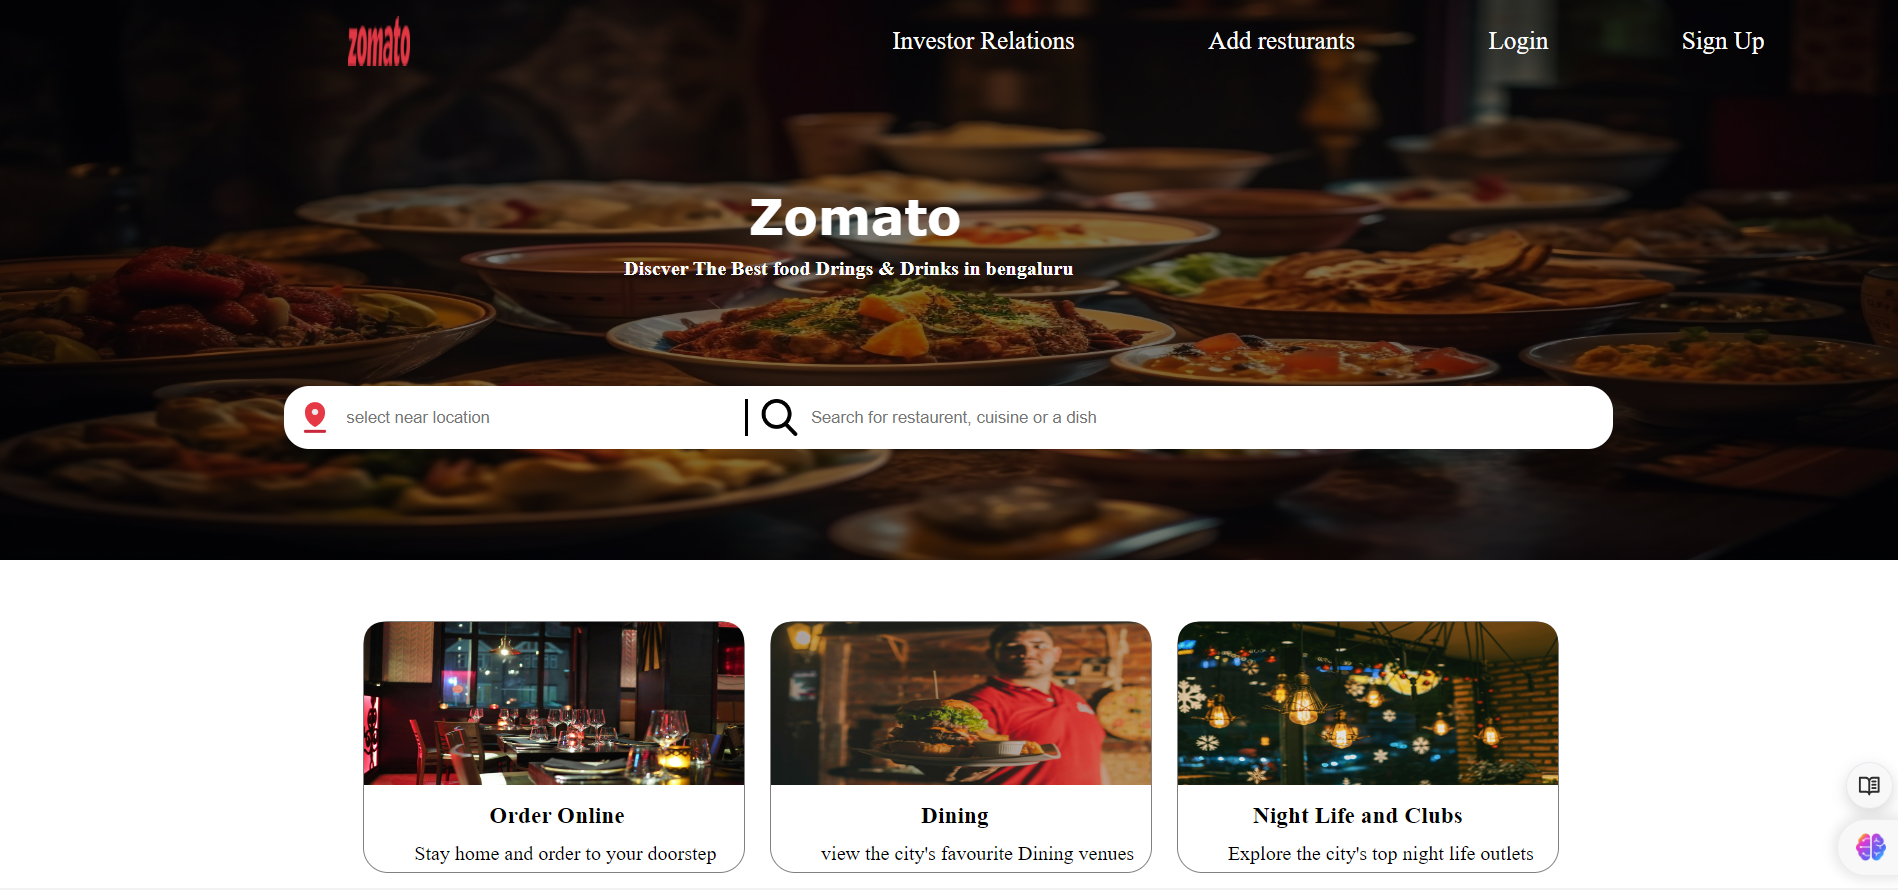 zomato
Investor Relations
Add resturants
Login
Sign Up
Zomato
Discver The Best food Drings & Drinks in bengaluru
select near location
Search for restaurent, cuisine or a dish
Order Online
Stay home and order to your doorstep
Dining
view the city's favourite Dining venues
Night Life and Clubs
Explore the city's top night life outlets